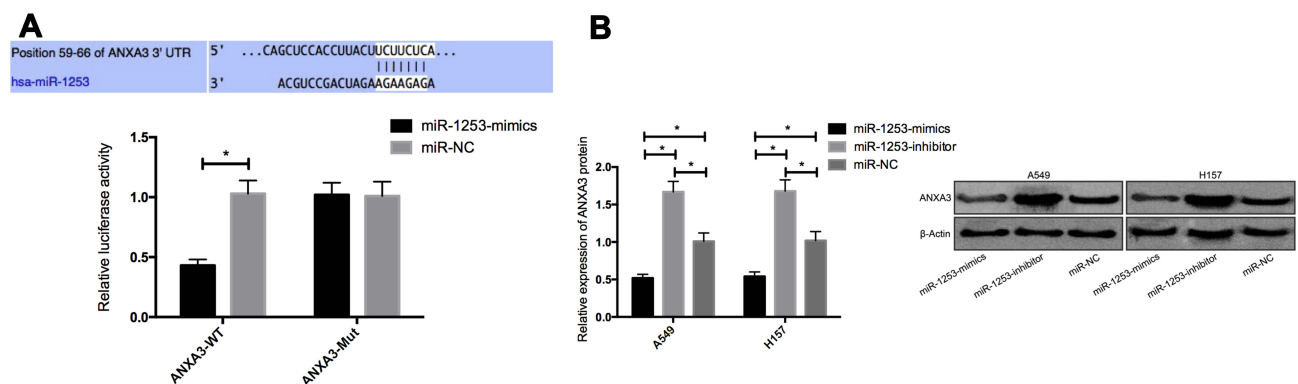 A
Position 59-66 of ANXA3 3' UTR 5' ...CAGCUCCACCUUACUUCUUCUCA...
hsa-miR-1253 3' ACGUCCGACUAGAAGAAGAGA
miR-1253-mimics
miR-NC
Relative luciferase activity
1.5
1.0
0.5
0.0
*
ANXA3-WT
ANXA3-Mut
B
miR-1253-mimics
miR-1253-inhibitor
miR-NC
Relative expression of ANXA3 protein
2.0
1.5
1.0
0.5
0.0
* *
* *
* *
A549
H157
A549 H157
ANXA3
β-Actin
miR-1253-mimics
miR-1253-inhibitor
miR-NC
miR-1253-mimics
miR-1253-inhibitor
miR-NC